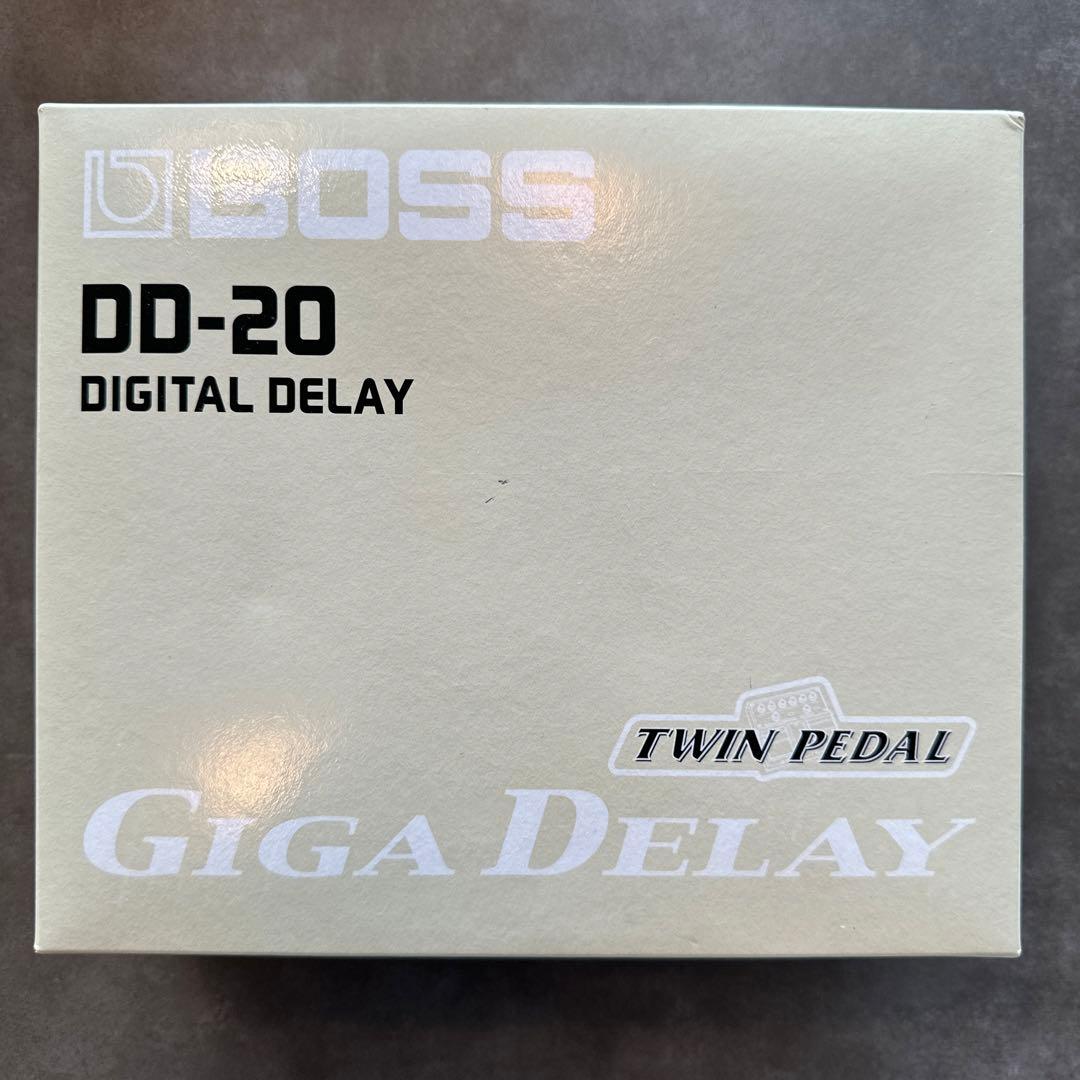 BOSS
DD-20
DIGITAL DELAY
TWIN PEDAL
GIGA DELAY